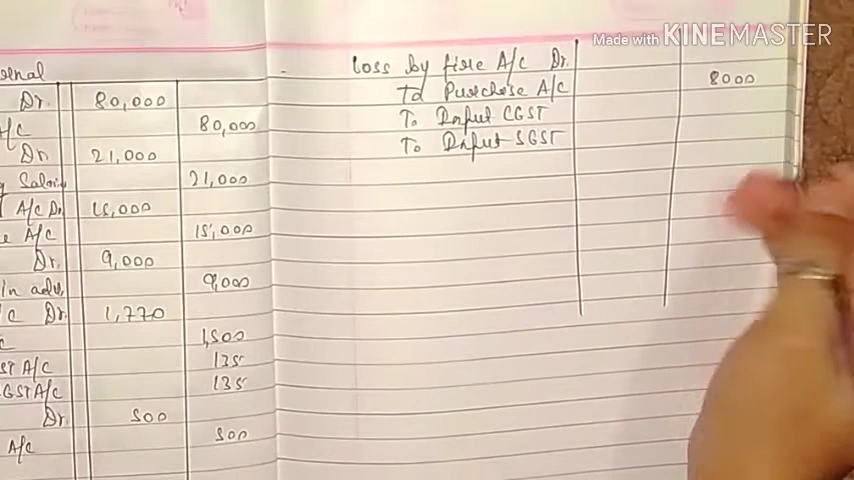 Made with KINEMASTER
Dr. 80,000
A/c 80,000
Dr. 21,000
21,000
A/c Dr 15,000
A/c 15,000
Dr. 9,000
In adv. 9,000
Dr 1,770
1,500
A/c 135
GST A/c 135
Dr. 500
A/c 500
Loss by fire A/c Dr.
To Purchase A/c 8000
To Input CGST
To Input SGST